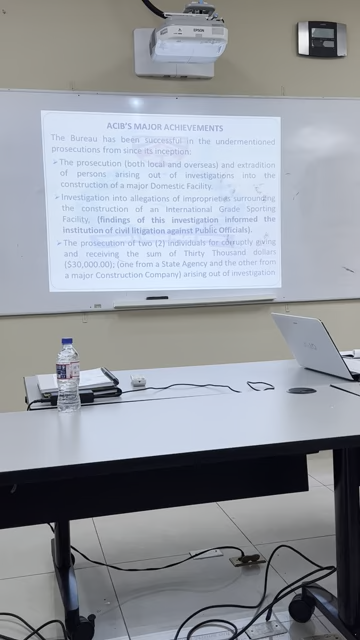 EPSON
ACIB'S MAJOR ACHIEVEMENTS
The Bureau has been successful in the undermentioned
prosecutions from since its inception:
➢The prosecution (both local and overseas) and extradition
of persons arising out of investigations into the
construction of a major Domestic Facility.
➢Investigation into allegations of improprieties surrounding
the construction of an International Grade Sporting
Facility, (findings of this investigation informed the
institution of civil litigation against Public Officials).
➢The prosecution of two (2) individuals for corruptly giving
and receiving the sum of Thirty Thousand dollars
($30,000.00); (one from a State Agency and the other from
a major Construction Company) arising out of investigation